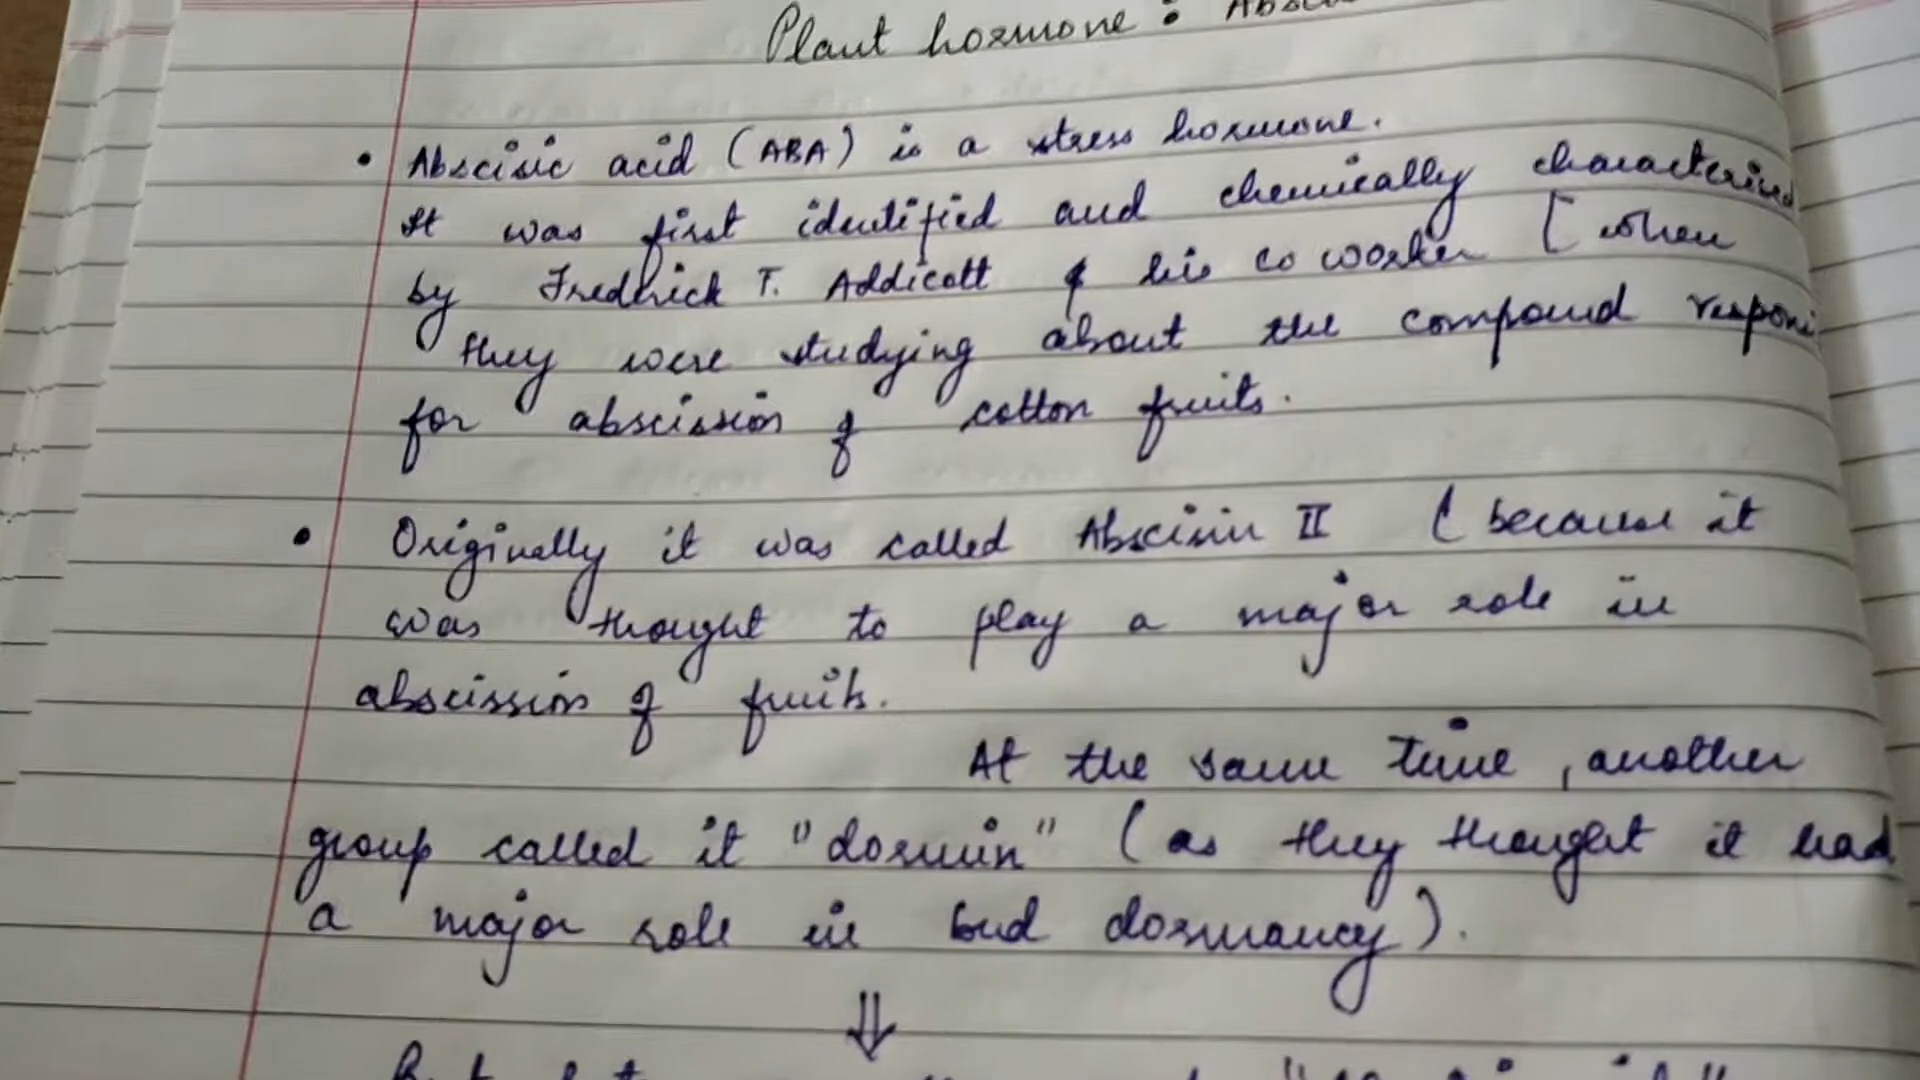 Plant hormone :
• Abscisic acid (ABA) is a stress hormone.
It was first identified and chemically characterised
by Fredrick T. Addicott & his co worker [ when
they were studying about the compound responsi
for abscission of cotton fruits.
• Originally it was called Abscisin II ( because it
was thought to play a major role in
abscission of fruits.
At the same time , another
group called it "dormin" ( as they thought it had
a major role in bud dormancy ).
⇓